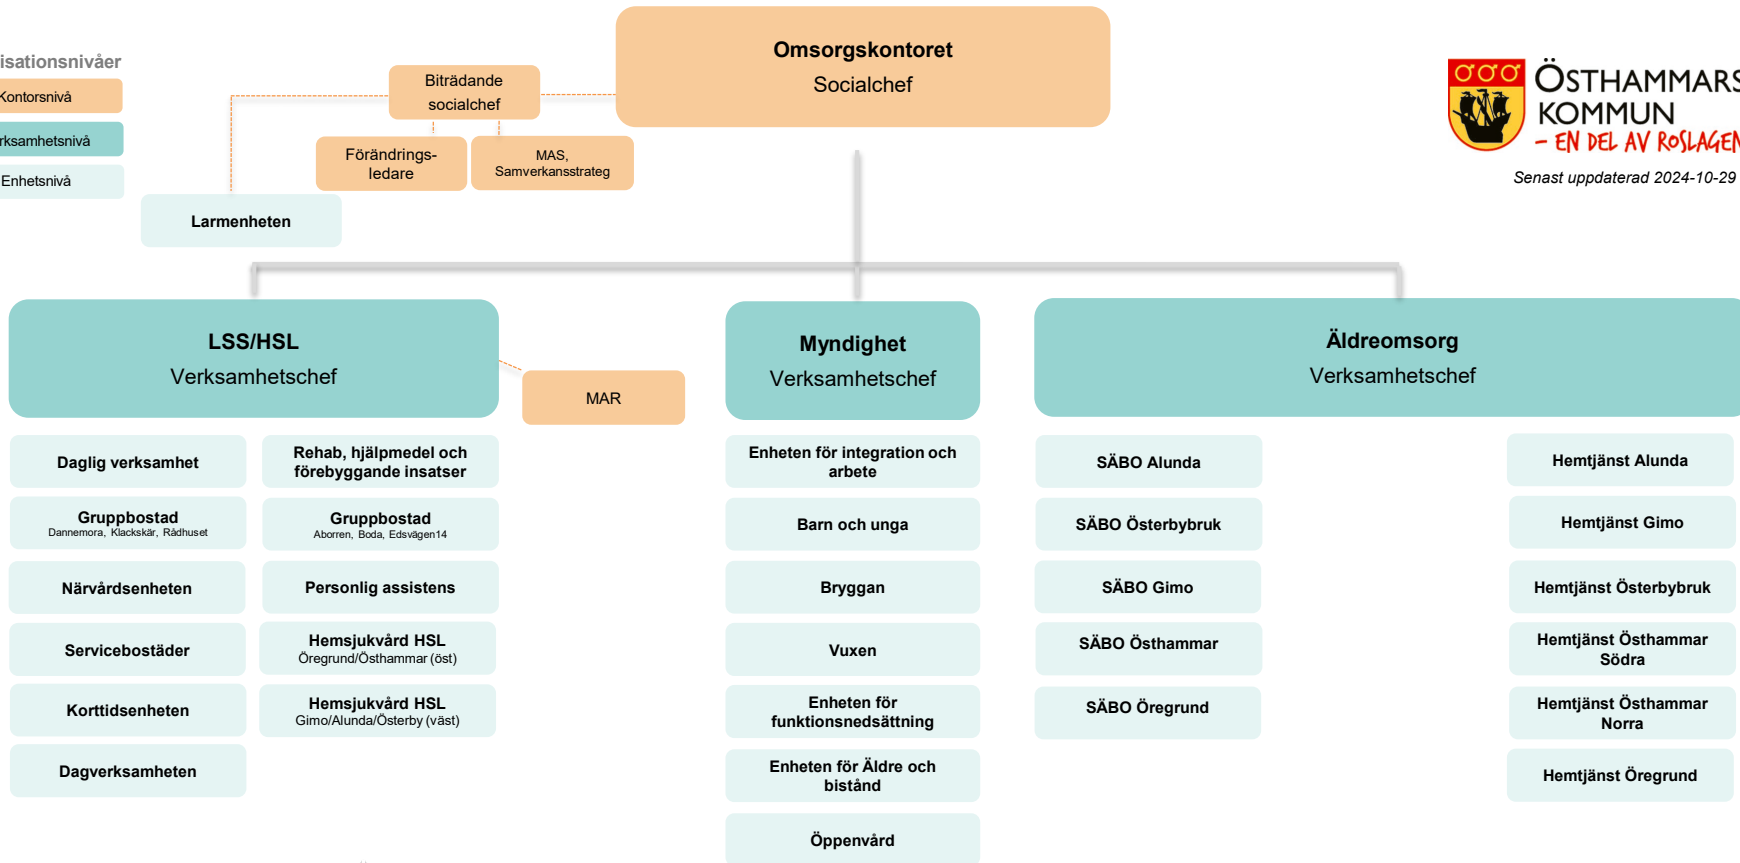 isationsnivåer
Kontorsnivå
rksamhetsnivå
Enhetsnivå
Omsorgskontoret
Socialchef
Biträdande
socialchef
Förändrings-
ledare
MAS,
Samverkansstrateg
Larmenheten
ÖSTHAMMARS
KOMMUN
– EN DEL AV ROSLAGEN
Senast uppdaterad 2024-10-29
LSS/HSL
Verksamhetschef
MAR
Daglig verksamhet
Gruppbostad
Dannemora, Klackskär, Rådhuset
Närvårdsenheten
Servicebostäder
Korttidsenheten
Dagverksamheten
Rehab, hjälpmedel och
förebyggande insatser
Gruppbostad
Aborren, Boda, Edsvägen14
Personlig assistens
Hemsjukvård HSL
Öregrund/Östhammar (öst)
Hemsjukvård HSL
Gimo/Alunda/Österby (väst)
Myndighet
Verksamhetschef
Enheten för integration och
arbete
Barn och unga
Bryggan
Vuxen
Enheten för
funktionsnedsättning
Enheten för Äldre och
bistånd
Öppenvård
Äldreomsorg
Verksamhetschef
SÄBO Alunda
SÄBO Österbybruk
SÄBO Gimo
SÄBO Östhammar
SÄBO Öregrund
Hemtjänst Alunda
Hemtjänst Gimo
Hemtjänst Österbybruk
Hemtjänst Östhammar
Södra
Hemtjänst Östhammar
Norra
Hemtjänst Öregrund